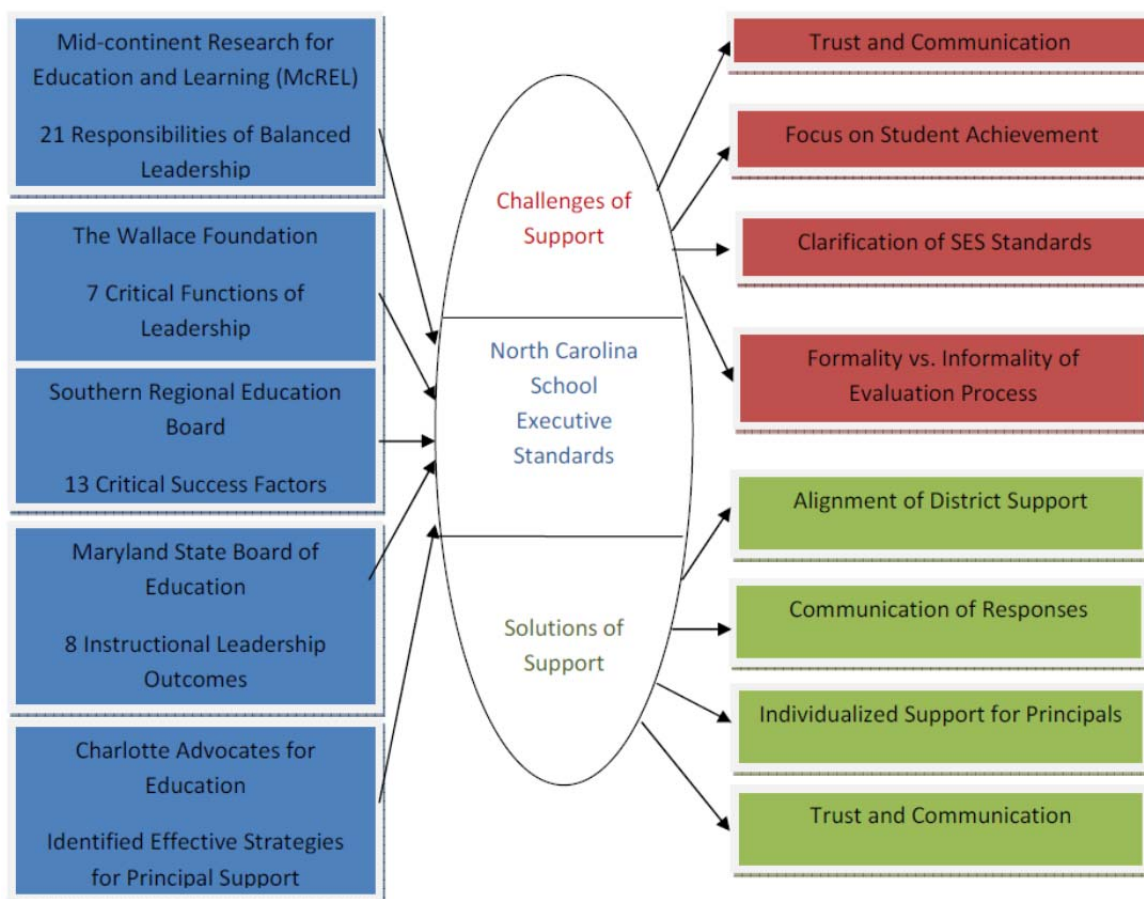 Mid-continent Research for
Education and Learning (McREL)
21 Responsibilities of Balanced
Leadership
The Wallace Foundation
7 Critical Functions of
Leadership
Southern Regional Education
Board
13 Critical Success Factors
Maryland State Board of
Education
8 Instructional Leadership
Outcomes
Charlotte Advocates for
Education
Identified Effective Strategies
for Principal Support
Challenges of
Support
North Carolina
School
Executive
Standards
Solutions of
Support
Trust and Communication
Focus on Student Achievement
Clarification of SES Standards
Formality vs. Informality of
Evaluation Process
Alignment of District Support
Communication of Responses
Individualized Support for Principals
Trust and Communication